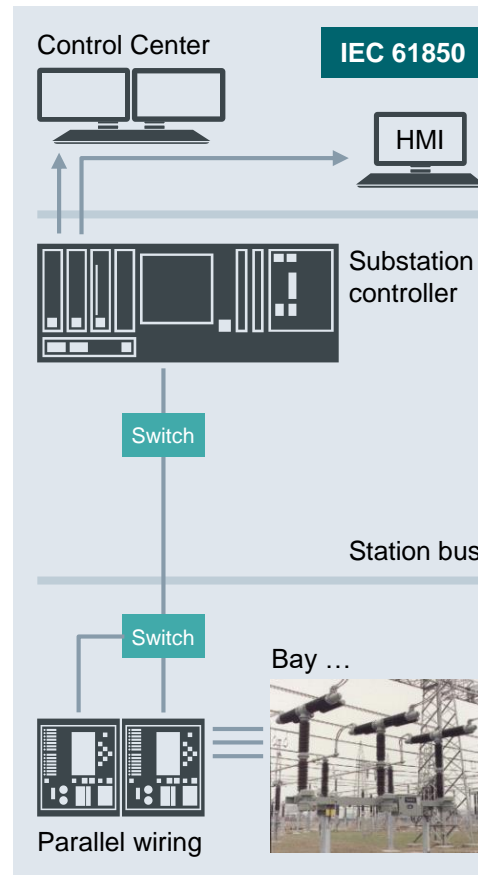 Control Center
IEC 61850
HMI
Substation
controller
Switch
Station bus
Switch
Bay …
Parallel wiring